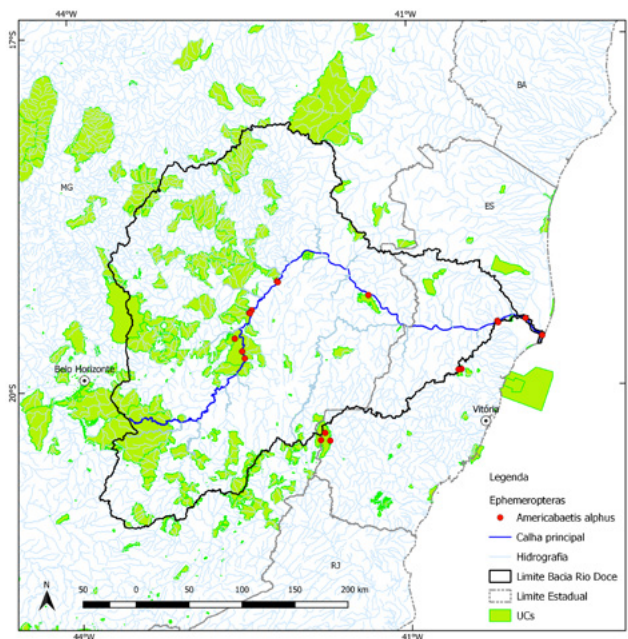 44°W 41°W
17°S
BA
MG
ES
Belo Horizonte
20°S
Vitória
Legenda
Ephemeropteras
Americabaetis alphus
Calha principal
Hidrografia
Limite Bacia Rio Doce
Limite Estadual
UCs
RJ
N
50 0 50 100 150 200 km
44°W 41°W